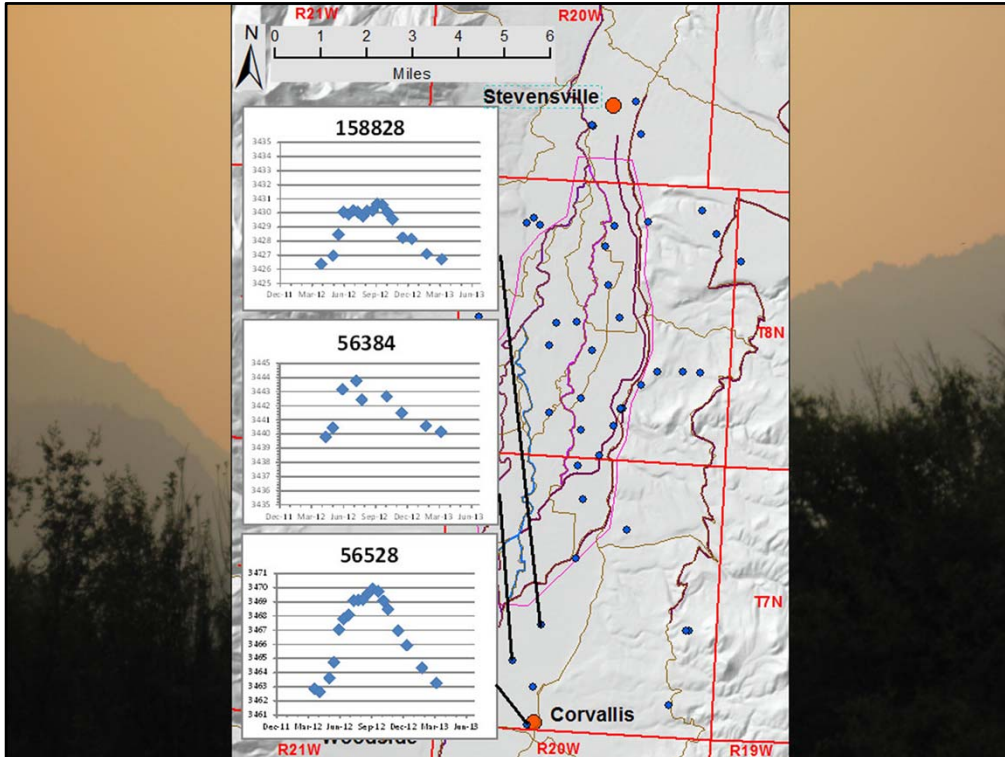 R21W
R20W
N
0 1 2 3 4 5 6
Miles
Stevensville
158828
3435
3434
3433
3432
3431
3430
3429
3428
3427
3426
3425
Dec-11 Mar-12 Jun-12 Sep-12 Dec-12 Mar-13 Jun-13
T8N
56384
3445
3444
3443
3442
3441
3440
3439
3438
3437
3436
3435
Dec-11 Mar-12 Jun-12 Sep-12 Dec-12 Mar-13 Jun-13
56528
3471
3470
3469
3468
3467
3466
3465
3464
3463
3462
3461
Dec-11 Mar-12 Jun-12 Sep-12 Dec-12 Mar-13 Jun-13
T7N
Corvallis
Woodside
R21W
R20W
R19W